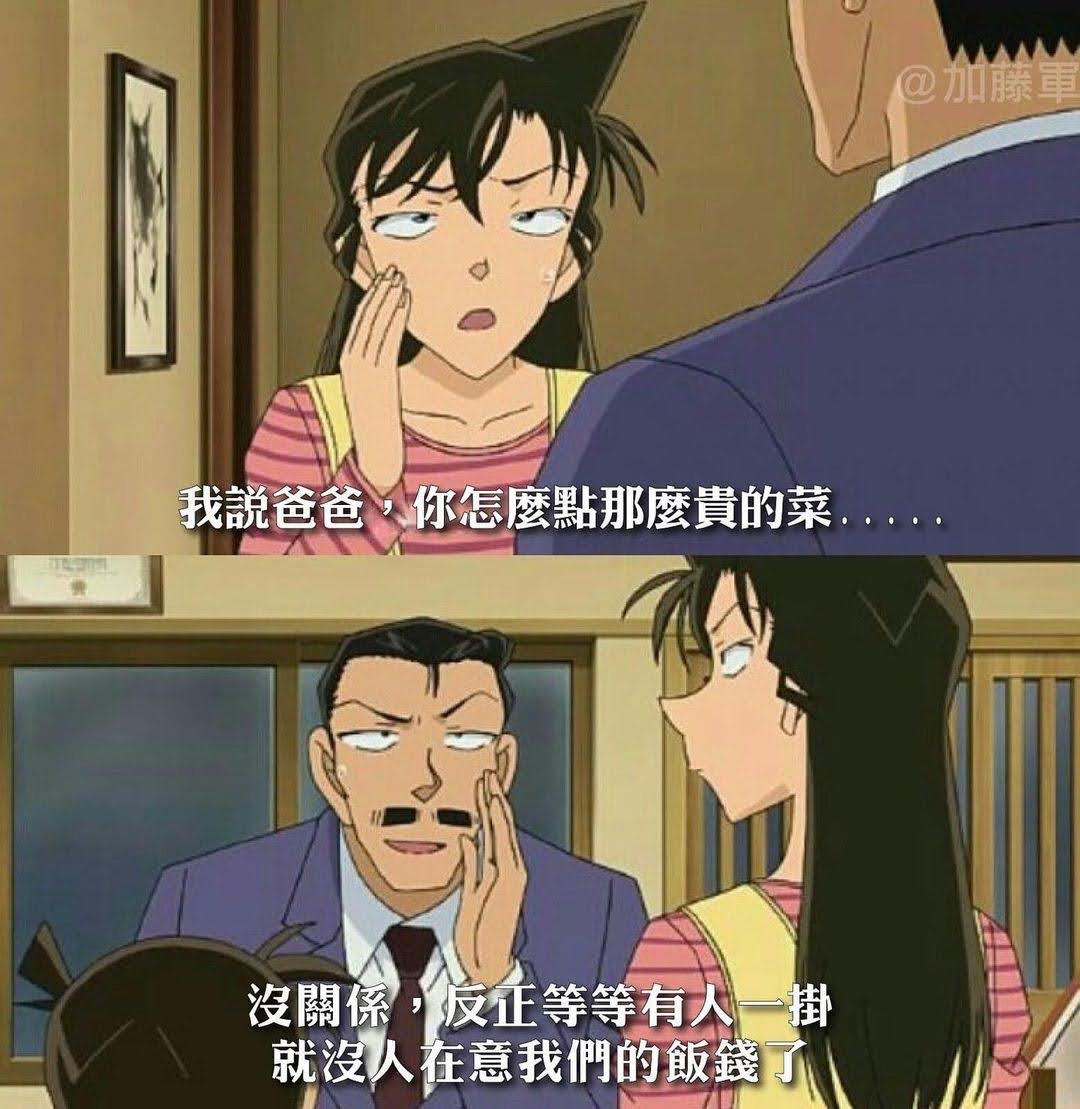 @加藤軍
我説爸爸，你怎麼點那麼貴的菜.....
沒關係，反正等等有人一掛
就沒人在意我們的飯錢了